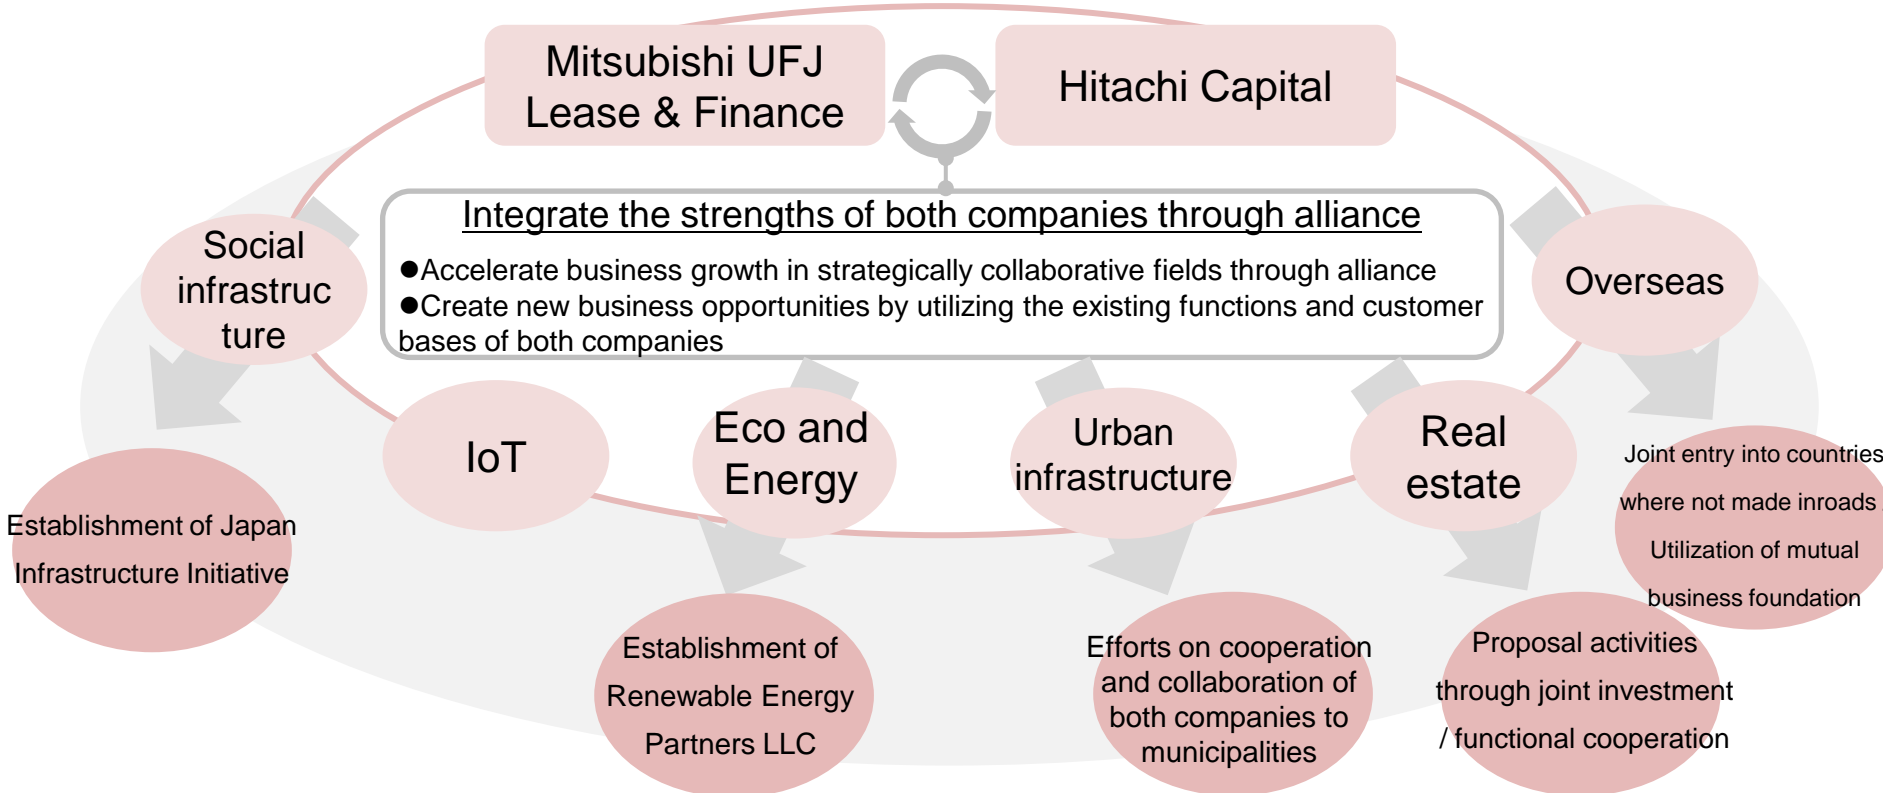 Mitsubishi UFJ
Lease & Finance
Hitachi Capital
Integrate the strengths of both companies through alliance
●Accelerate business growth in strategically collaborative fields through alliance
●Create new business opportunities by utilizing the existing functions and customer
bases of both companies
Social
infrastruc
ture
IoT
Eco and
Energy
Urban
infrastructure
Real
estate
Overseas
Establishment of Japan
Infrastructure Initiative
Establishment of
Renewable Energy
Partners LLC
Efforts on cooperation
and collaboration of
both companies to
municipalities
Proposal activities
through joint investment
/ functional cooperation
Joint entry into countries
where not made inroads
Utilization of mutual
business foundation